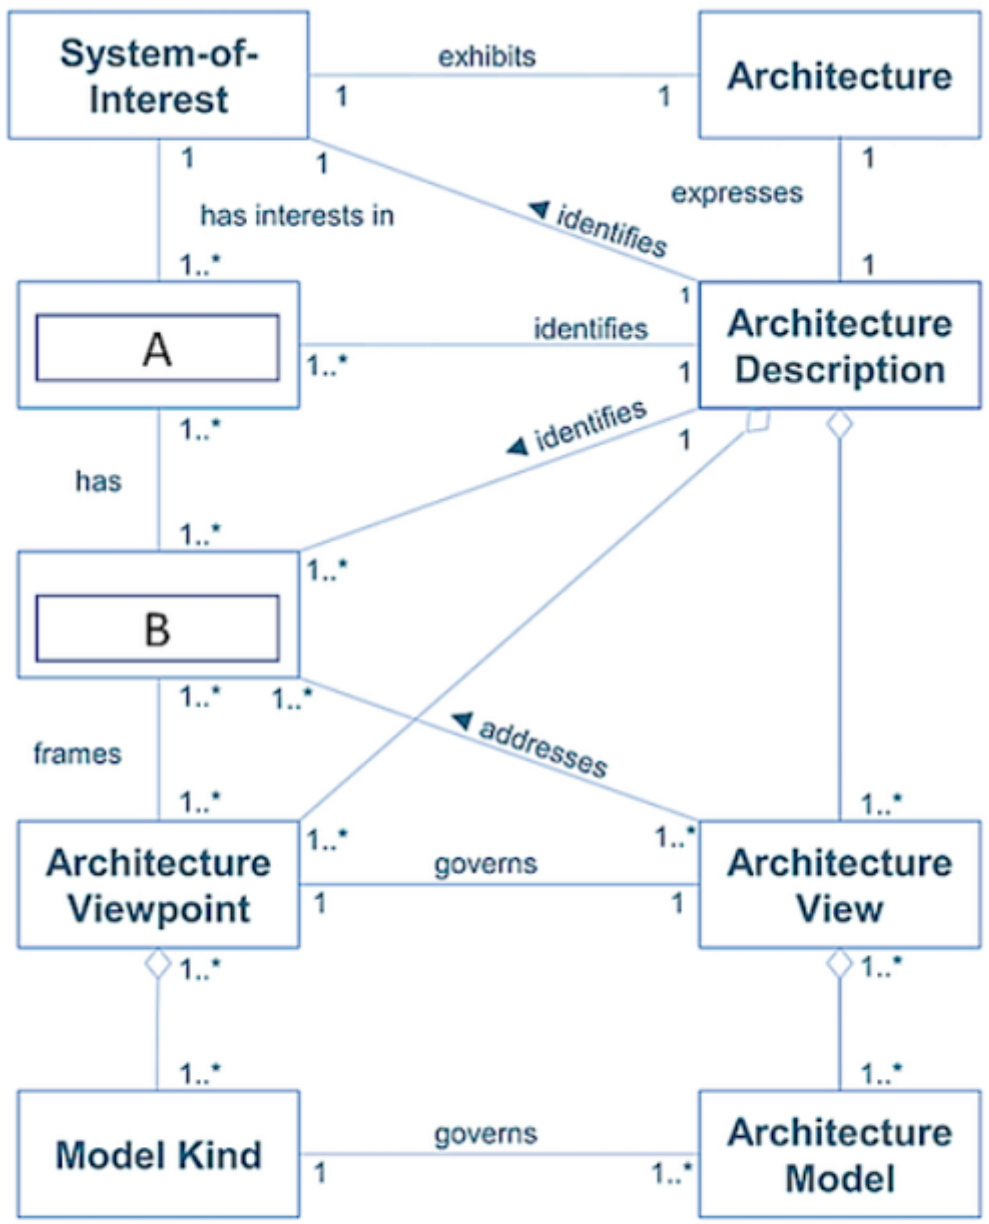 System-of-
Interest
exhibits
Architecture
1
1
1
1
1
expresses
has interests in
identifies
1..*
1
1
identifies
Architecture
Description
A
1..*
1
1..*
identifies
1
has
1..*
1..*
B
1..*
1..*
addresses
frames
1..*
1..*
1..*
1..*
Architecture
Viewpoint
governs
Architecture
View
1
1
1..*
1..*
1..*
1..*
Model Kind
governs
Architecture
Model
1
1..*